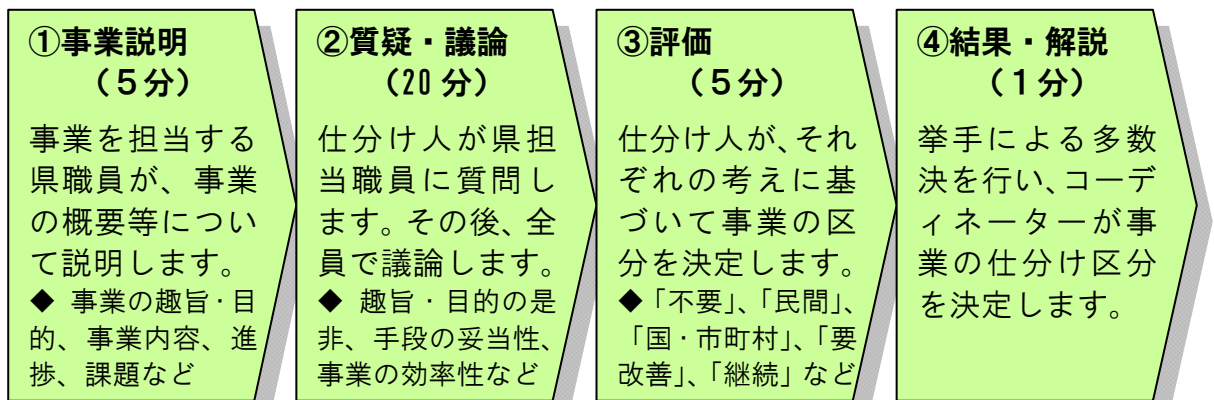 ①事業説明
(5分)
事業を担当する
県職員が、事業
の概要等につい
て説明します。
◆ 事業の趣旨・目
的、事業内容、進
捗、課題など
②質疑・議論
(20分)
仕分け人が県担
当職員に質問し
ます。その後、全
員で議論します。
◆ 趣旨・目的の是
非、手段の妥当性、
事業の効率性など
③評価
(5分)
仕分け人が、それ
ぞれの考えに基
づいて事業の区
分を決定します。
◆「不要」、「民間」、
「国・市町村」、「要
改善」、「継続」など
④結果・解説
(1分)
挙手による多数
決を行い、コーデ
ィネーターが事
業の仕分け区分
を決定します。